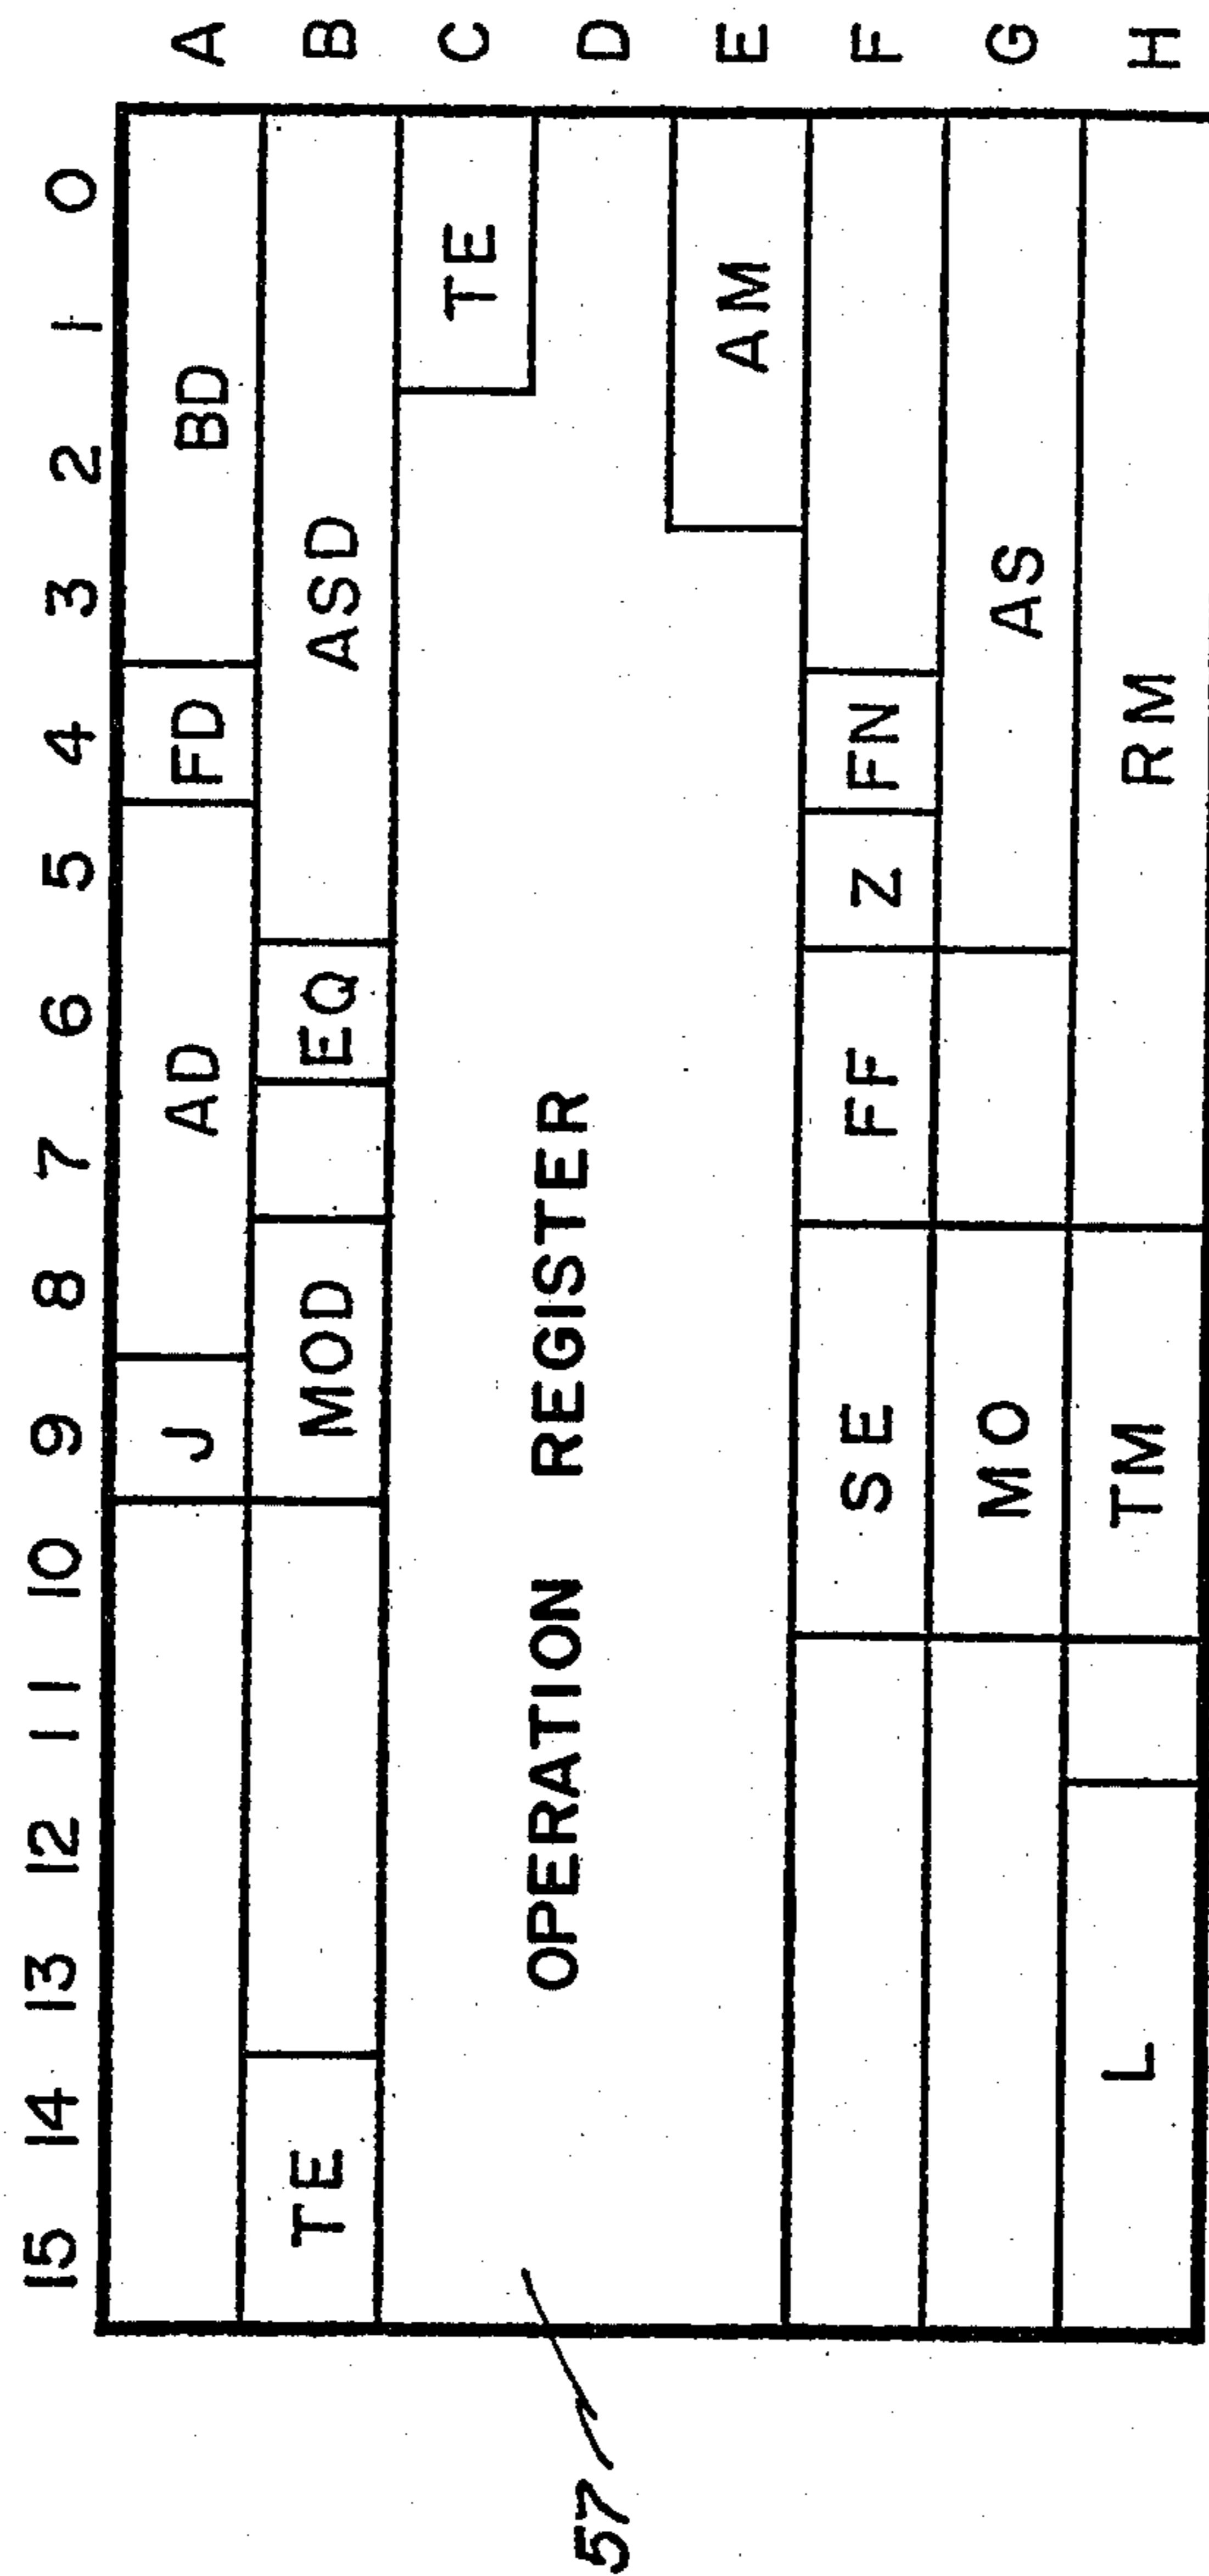 15 14 13 12 11 10 9 8 7 6 5 4 3 2 1 0
J AD FD BD A
TE MOD EQ ASD B
TE C
OPERATION REGISTER D
AM E
SE FF Z FN F
MO AS G
L TM RM H
57